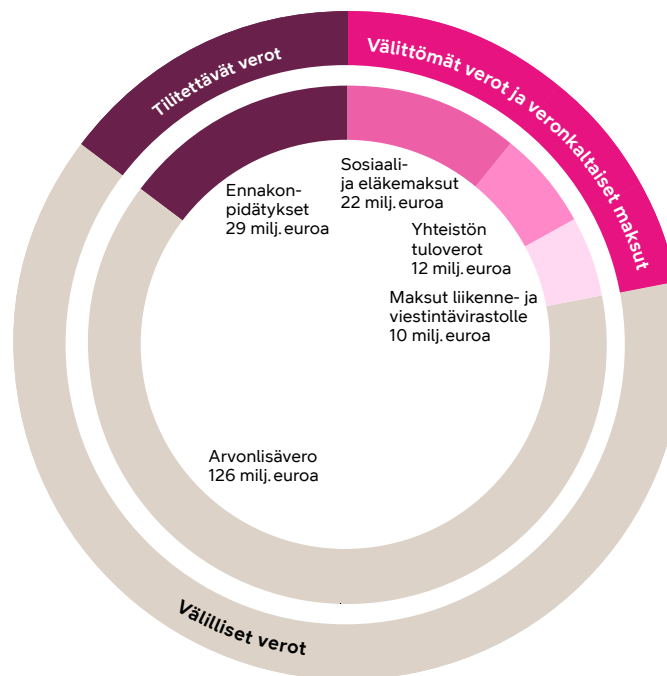 Tilitettävät verot
Välittömät verot ja veronkaltaiset maksut
Ennakon-
pidätykset
29 milj. euroa
Sosiaali-
ja eläkemaksut
22 milj. euroa
Yhteistön
tuloverot
12 milj. euroa
Maksut liikenne- ja
viestintävirastolle
10 milj. euroa
Arvonlisävero
126 milj. euroa
Välilliset verot